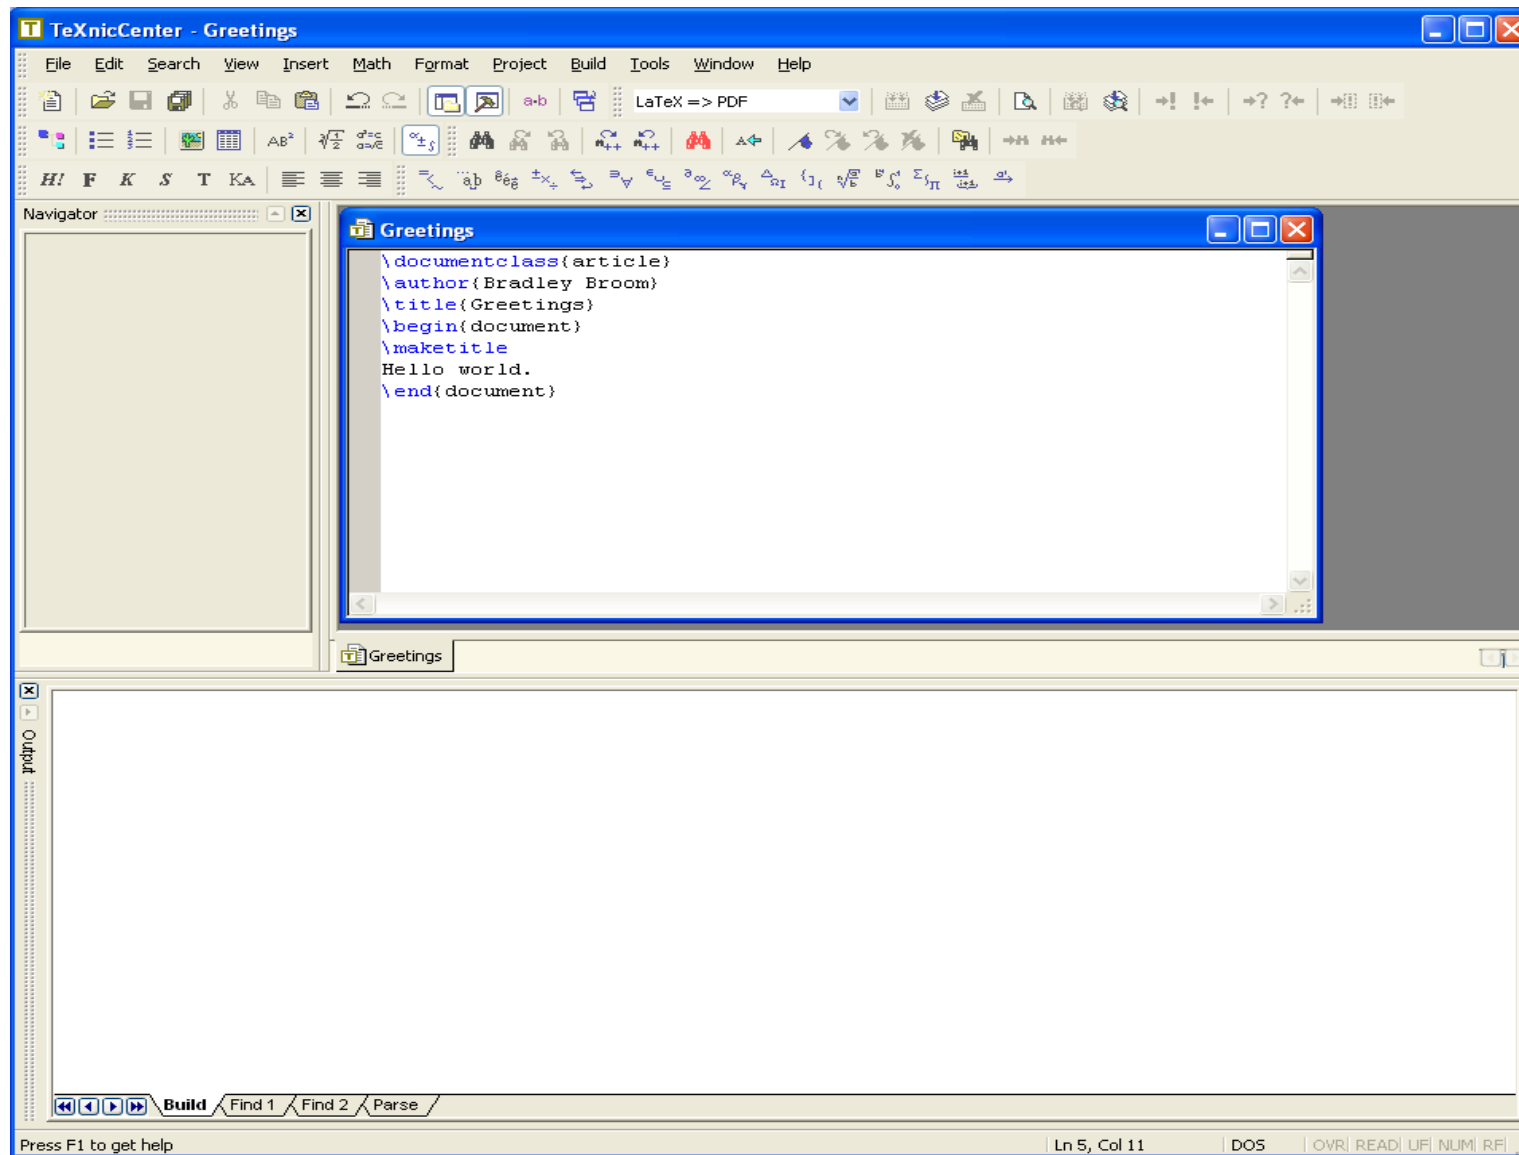 TeXnicCenter - Greetings
File Edit Search View Insert Math Format Project Build Tools Window Help
a·b LaTeX => PDF
AB²
H! F K S T KA
Navigator
Greetings
\documentclass{article}
\author{Bradley Broom}
\title{Greetings}
\begin{document}
\maketitle
Hello world.
\end{document}
Greetings
Output
Build Find 1 Find 2 Parse
Press F1 to get help Ln 5, Col 11 DOS OVR READ UF NUM RF